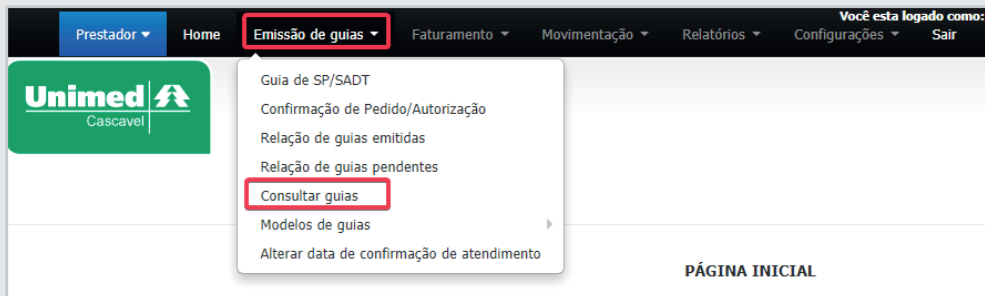 Você esta logado como:
Prestador Home Emissão de guias Faturamento Movimentação Relatórios Configurações Sair
Unimed
Cascavel
Guia de SP/SADT
Confirmação de Pedido/Autorização
Relação de guias emitidas
Relação de guias pendentes
Consultar guias
Modelos de guias
Alterar data de confirmação de atendimento
PÁGINA INICIAL